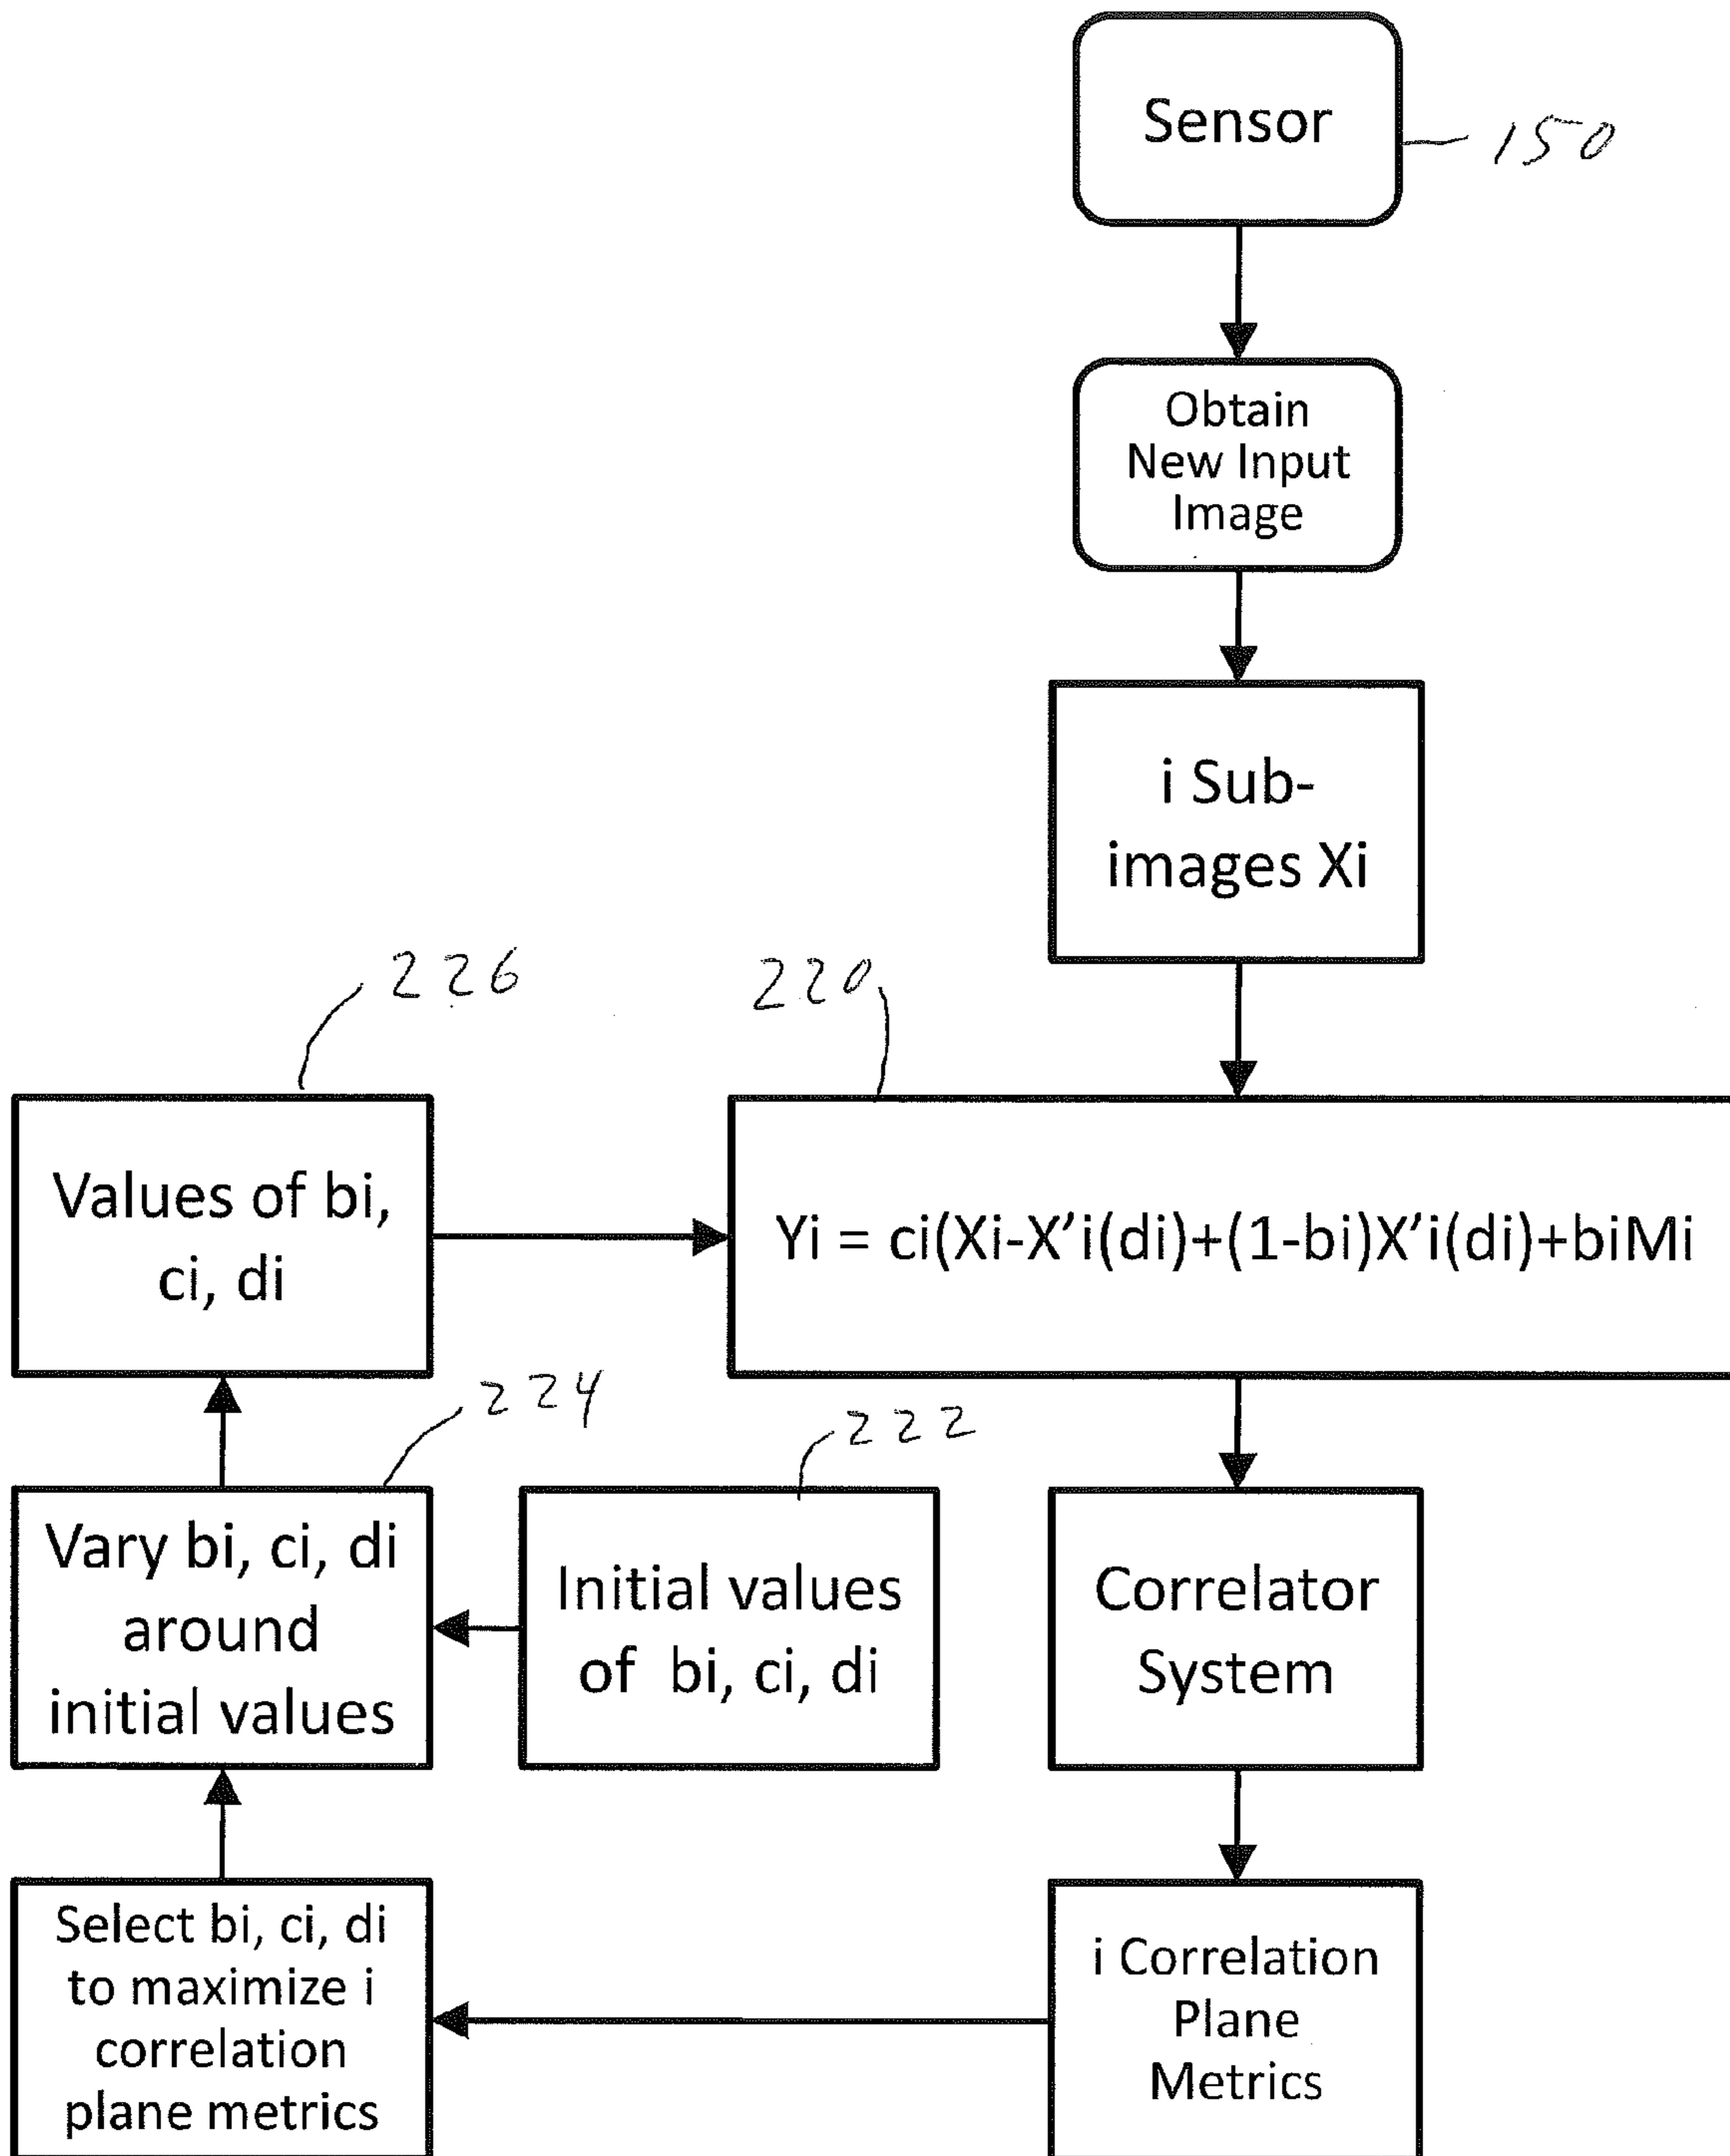 Sensor
150
Obtain
New Input
Image
i Sub-
images Xi
226
220
Values of bi,
ci, di
Yi = ci(Xi-X’i(di)+(1-bi)X’i(di)+biMi
224
222
Vary bi, ci, di
around
initial values
Initial values
of bi, ci, di
Correlator
System
Select bi, ci, di
to maximize i
correlation
plane metrics
i Correlation
Plane
Metrics